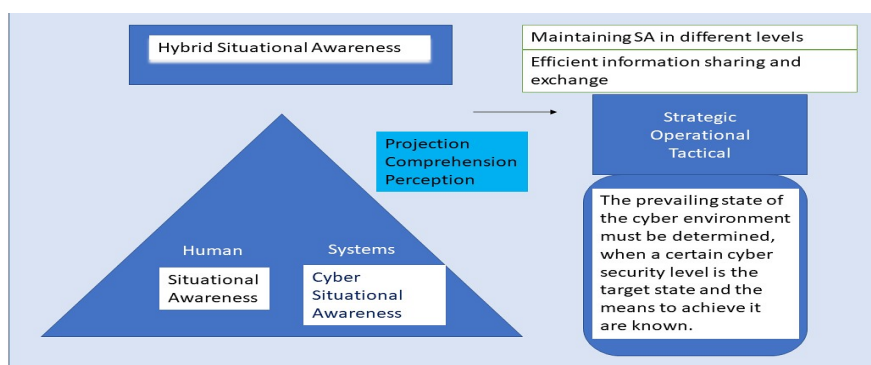 Hybrid Situational Awareness
Maintaining SA in different levels
Efficient information sharing and
exchange
Projection
Comprehension
Perception
Strategic
Operational
Tactical
Human
Situational
Awareness
Systems
Cyber
Situational
Awareness
The prevailing state of
the cyber environment
must be determined,
when a certain cyber
security level is the
target state and the
means to achieve it
are known.